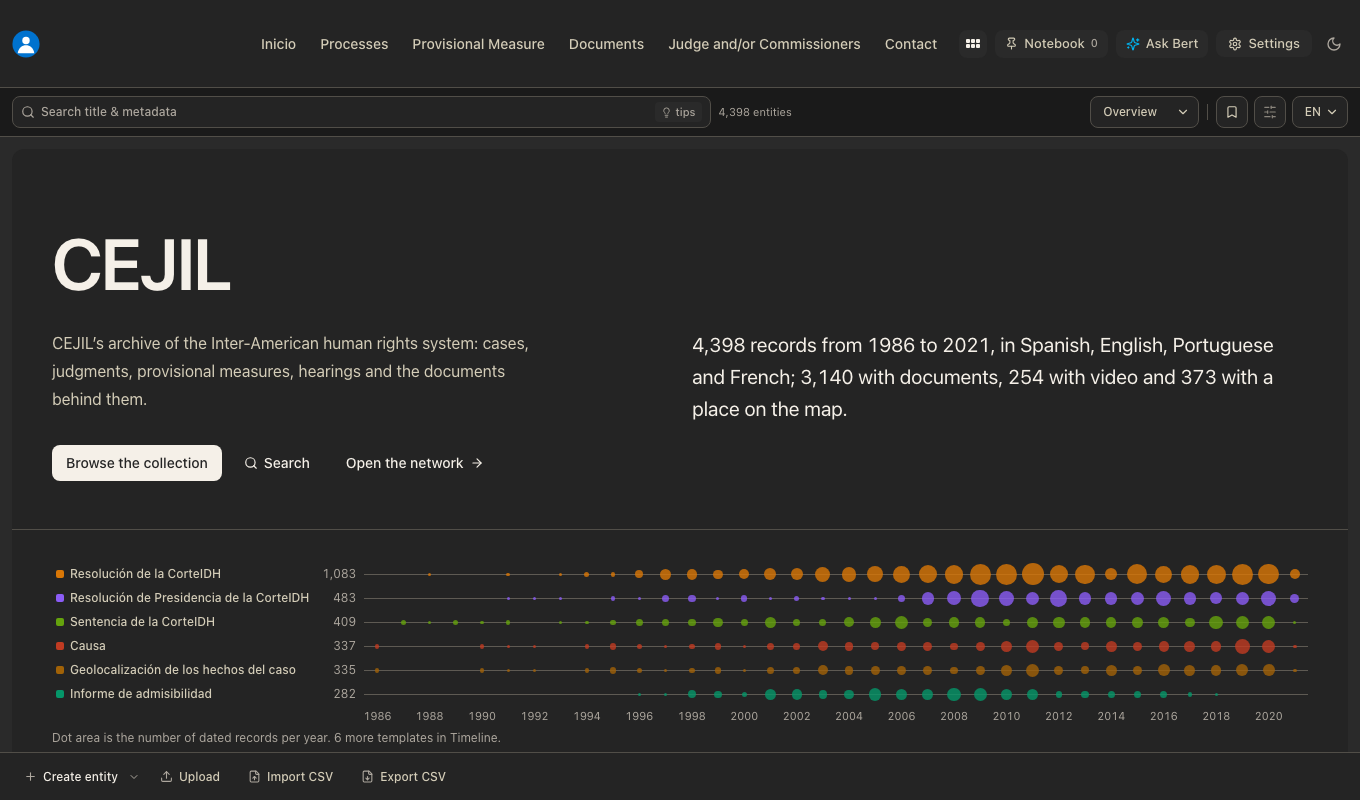 Inicio
Processes
Provisional Measure
Documents
Judge and/or Commissioners
Contact
Notebook 0
Ask Bert
Settings
Search title & metadata
tips
4,398 entities
Overview
EN
CEJIL
CEJIL's archive of the Inter-American human rights system: cases,
judgments, provisional measures, hearings and the documents
behind them.
4,398 records from 1986 to 2021, in Spanish, English, Portuguese
and French; 3,140 with documents, 254 with video and 373 with a
place on the map.
Browse the collection
Search
Open the network
Resolución de la CorteIDH 1,083
Resolución de Presidencia de la CorteIDH 483
Sentencia de la CorteIDH 409
Causa 337
Geolocalización de los hechos del caso 335
Informe de admisibilidad 282
1986 1988 1990 1992 1994 1996 1998 2000 2002 2004 2006 2008 2010 2012 2014 2016 2018 2020
Dot area is the number of dated records per year. 6 more templates in Timeline.
Create entity
Upload
Import CSV
Export CSV